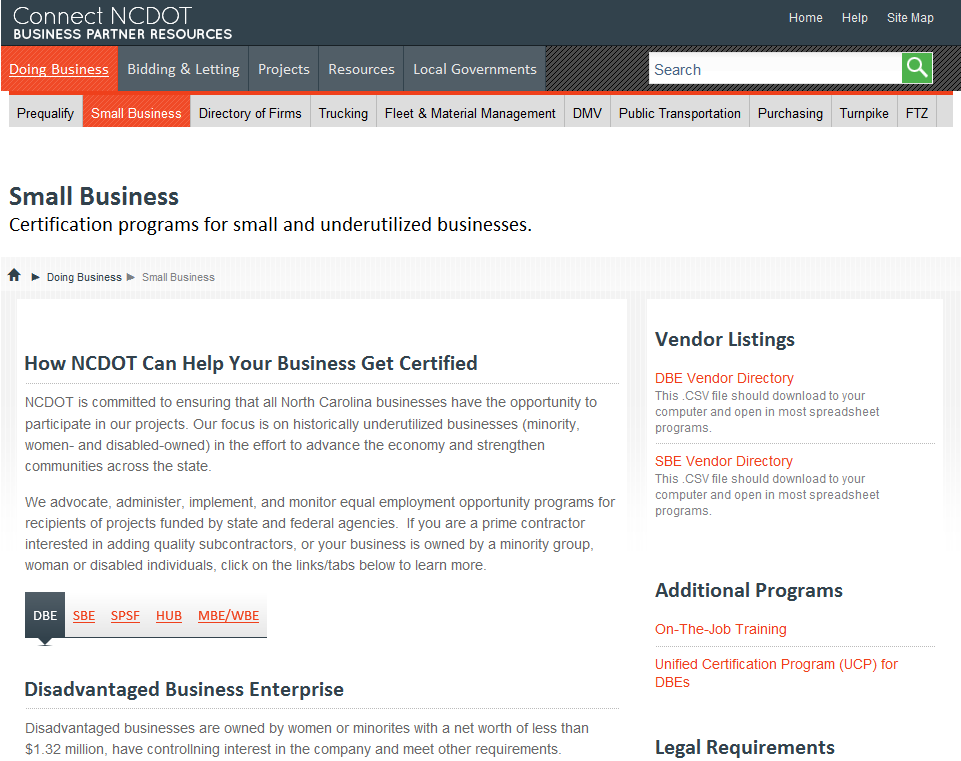 Connect NCDOT
BUSINESS PARTNER RESOURCES
Home Help Site Map
Doing Business Bidding & Letting Projects Resources Local Governments
Search
Prequalify Small Business Directory of Firms Trucking Fleet & Material Management DMV Public Transportation Purchasing Turnpike FTZ
Small Business
Certification programs for small and underutilized businesses.
Doing Business Small Business
How NCDOT Can Help Your Business Get Certified
NCDOT is committed to ensuring that all North Carolina businesses have the opportunity to
participate in our projects. Our focus is on historically underutilized businesses (minority,
women- and disabled-owned) in the effort to advance the economy and strengthen
communities across the state.
We advocate, administer, implement, and monitor equal employment opportunity programs for
recipients of projects funded by state and federal agencies.  If you are a prime contractor
interested in adding quality subcontractors, or your business is owned by a minority group,
woman or disabled individuals, click on the links/tabs below to learn more.
DBE SBE SPSF HUB MBE/WBE
Disadvantaged Business Enterprise
Disadvantaged businesses are owned by women or minorites with a net worth of less than
$1.32 million, have controllning interest in the company and meet other requirements.
Vendor Listings
DBE Vendor Directory
This .CSV file should download to your
computer and open in most spreadsheet
programs.
SBE Vendor Directory
This .CSV file should download to your
computer and open in most spreadsheet
programs.
Additional Programs
On-The-Job Training
Unified Certification Program (UCP) for
DBEs
Legal Requirements